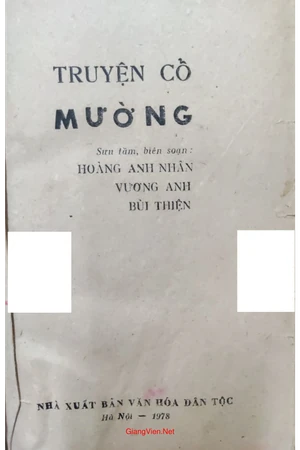 TRUYỆN CỔ
MƯỜNG
Sưu tầm, biên soạn :
HOÀNG ANH NHÂN
VƯƠNG ANH
BÙI THIỆN
NHÀ XUẤT BẢN VĂN HÓA DÂN TỘC
Hà Nội — 1978
GiangVien.Net